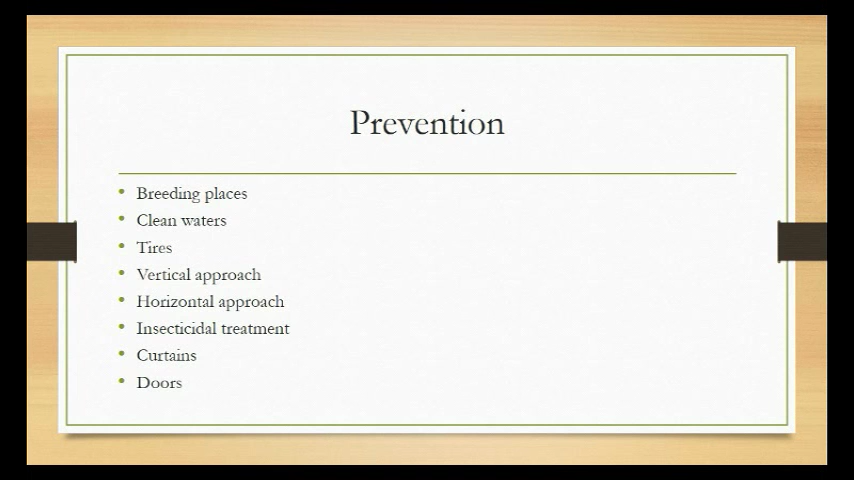 Prevention
Breeding places
Clean waters
Tires
Vertical approach
Horizontal approach
Insecticidal treatment
Curtains
Doors